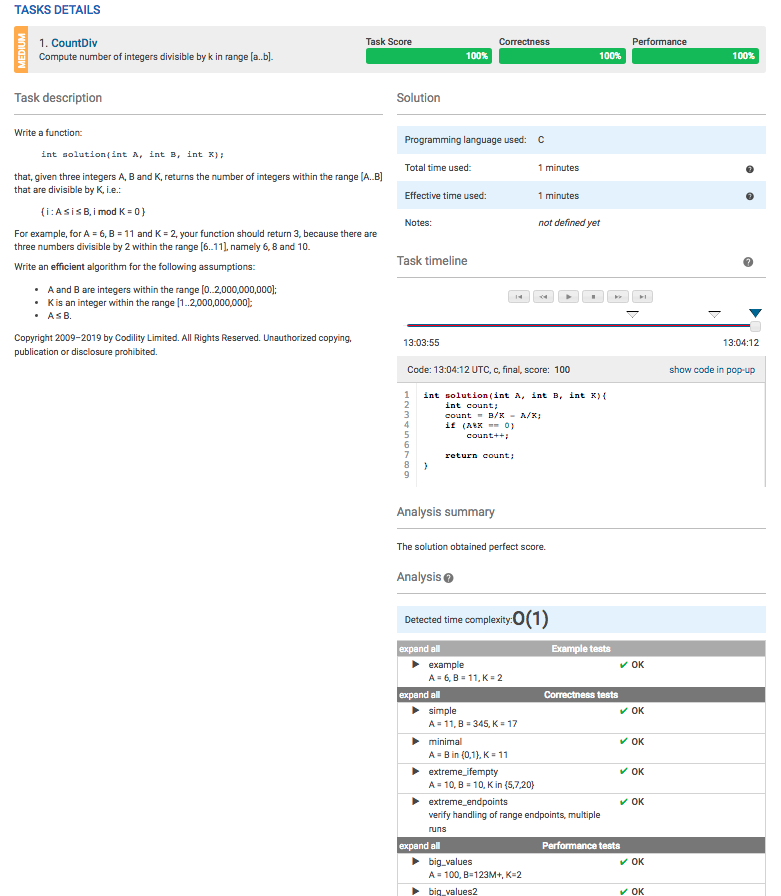 TASKS DETAILS
MEDIUM
1. CountDiv
Compute number of integers divisible by k in range [a..b].
Task Score
100%
Correctness
100%
Performance
100%
Task description
Write a function:
int solution(int A, int B, int K);
that, given three integers A, B and K, returns the number of integers within the range [A..B]
that are divisible by K, i.e.:
{ i : A ≤ i ≤ B, i mod K = 0 }
For example, for A = 6, B = 11 and K = 2, your function should return 3, because there are
three numbers divisible by 2 within the range [6..11], namely 6, 8 and 10.
Write an efficient algorithm for the following assumptions:
• A and B are integers within the range [0..2,000,000,000];
• K is an integer within the range [1..2,000,000,000];
• A ≤ B.
Copyright 2009–2019 by Codility Limited. All Rights Reserved. Unauthorized copying,
publication or disclosure prohibited.
Solution
Programming language used: C
Total time used: 1 minutes
Effective time used: 1 minutes
Notes: not defined yet
Task timeline
13:03:55
13:04:12
Code: 13:04:12 UTC, c, final, score: 100
show code in pop-up
1 int solution(int A, int B, int K){
2 int count;
3 count = B/K - A/K;
4 if (A%K == 0)
5 count++;
6
7 return count;
8 }
9
Analysis summary
The solution obtained perfect score.
Analysis
Detected time complexity: O(1)
expand all Example tests
▶ example ✔ OK
A = 6, B = 11, K = 2
expand all Correctness tests
▶ simple ✔ OK
A = 11, B = 345, K = 17
▶ minimal ✔ OK
A = B in {0,1}, K = 11
▶ extreme_ifempty ✔ OK
A = 10, B = 10, K in {5,7,20}
▶ extreme_endpoints ✔ OK
verify handling of range endpoints, multiple
runs
expand all Performance tests
▶ big_values ✔ OK
A = 100, B=123M+, K=2
▶ big_values2 ✔ OK